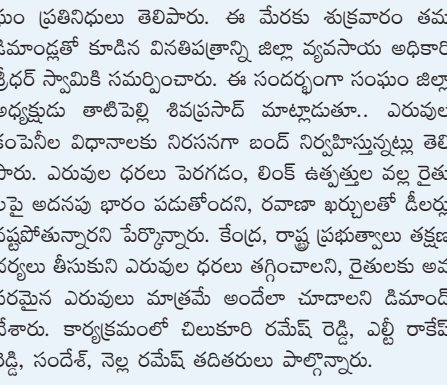 ఘం ప్రతినిధులు తెలిపారు. ఈ మేరకు శుక్రవారం తమ
డిమాండ్లతో కూడిన వినతిపత్రాన్ని జిల్లా వ్యవసాయ అధికారి
శ్రీధర్ స్వామికి సమర్పించారు. ఈ సందర్భంగా సంఘం జిల్లా
అధ్యక్షుడు తాటిపెల్లి శివప్రసాద్ మాట్లాడుతూ.. ఎరువుల
కంపెనీల విధానాలకు నిరసనగా బంద్ నిర్వహిస్తున్నట్లు తెలి
పారు. ఎరువుల ధరలు పెరగడం, లింక్ ఉత్పత్తుల వల్ల రైతు
లపై అదనపు భారం పడుతోందని, రవాణా ఖర్చులతో డీలర్లు
నష్టపోతున్నారని పేర్కొన్నారు. కేంద్ర, రాష్ట్ర ప్రభుత్వాలు తక్షణ
చర్యలు తీసుకుని ఎరువుల ధరలు తగ్గించాలని, రైతులకు అవ
సరమైన ఎరువులు మాత్రమే అందేలా చూడాలని డిమాండ్
చేశారు. కార్యక్రమంలో చిలుకూరి రమేష్ రెడ్డి, ఎల్టీ రాకేష్
రెడ్డి, సందేశ్, నెల్ల రమేష్ తదితరులు పాల్గొన్నారు.